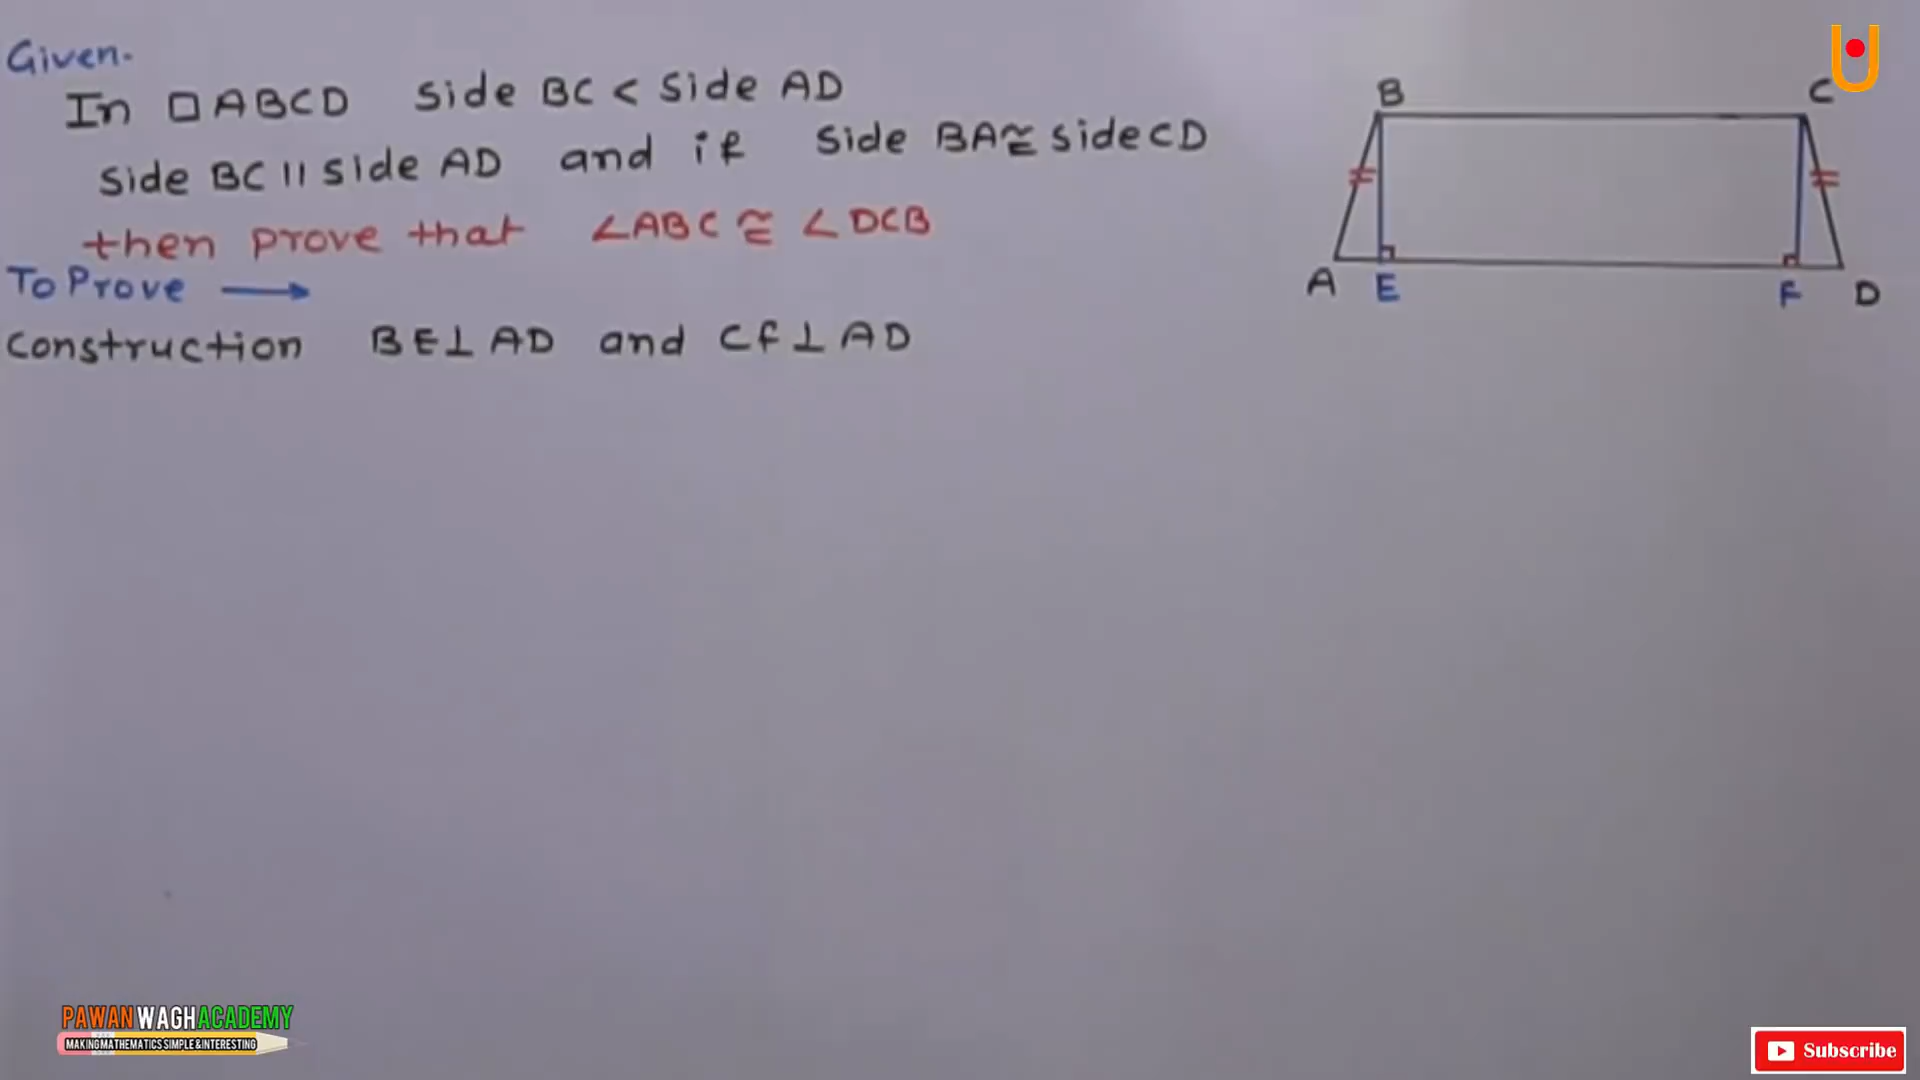 Given.
In □ABCD side BC < side AD
side BC || side AD and if side BA ≅ side CD
then prove that ∠ABC ≅ ∠DCB
To Prove →
Construction BE⊥ AD and CF⊥ AD
B C
A E F D
U
PAWAN WAGH ACADEMY
MAKING MATHEMATICS SIMPLE & INTERESTING
Subscribe